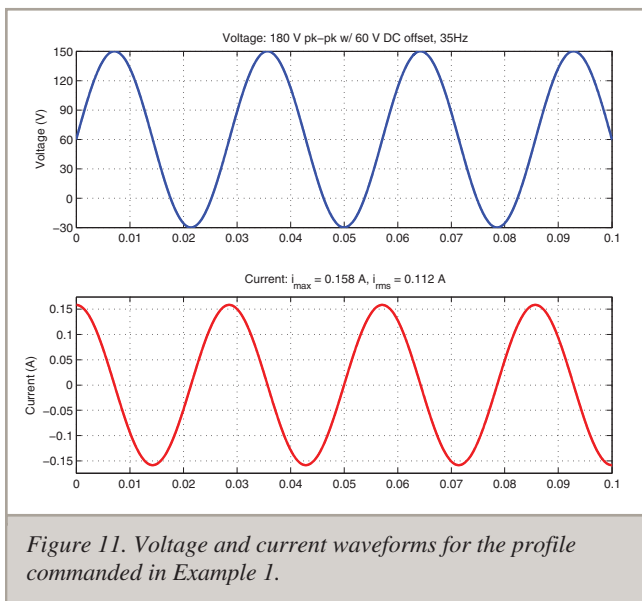 Voltage: 180 V pk−pk w/ 60 V DC offset, 35Hz
Voltage (V)
150
120
90
60
30
0
−30
0 0.01 0.02 0.03 0.04 0.05 0.06 0.07 0.08 0.09 0.1
Current: i_max = 0.158 A, i_rms = 0.112 A
Current (A)
0.15
0.1
0.05
0
−0.05
−0.1
−0.15
0 0.01 0.02 0.03 0.04 0.05 0.06 0.07 0.08 0.09 0.1
Figure 11. Voltage and current waveforms for the profile
commanded in Example 1.